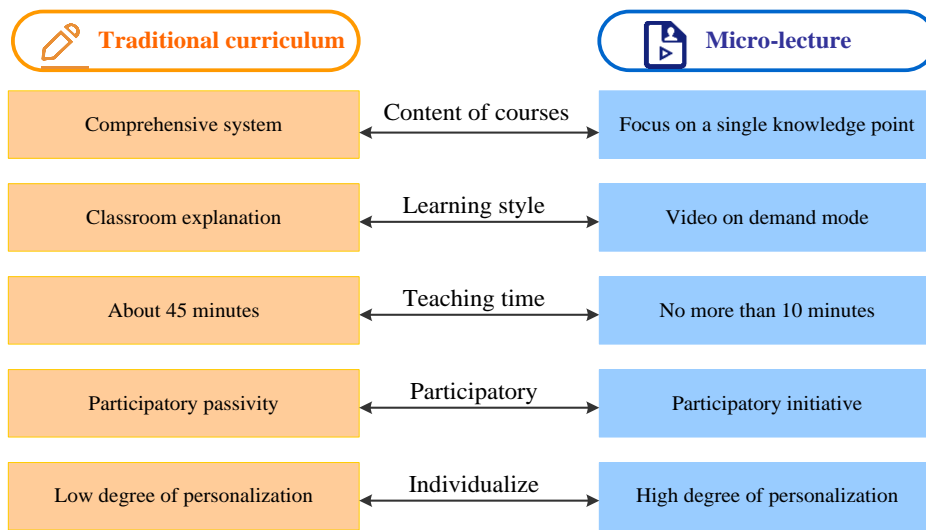 Traditional curriculum
Micro-lecture
Comprehensive system
Content of courses
Focus on a single knowledge point
Classroom explanation
Learning style
Video on demand mode
About 45 minutes
Teaching time
No more than 10 minutes
Participatory passivity
Participatory
Participatory initiative
Low degree of personalization
Individualize
High degree of personalization